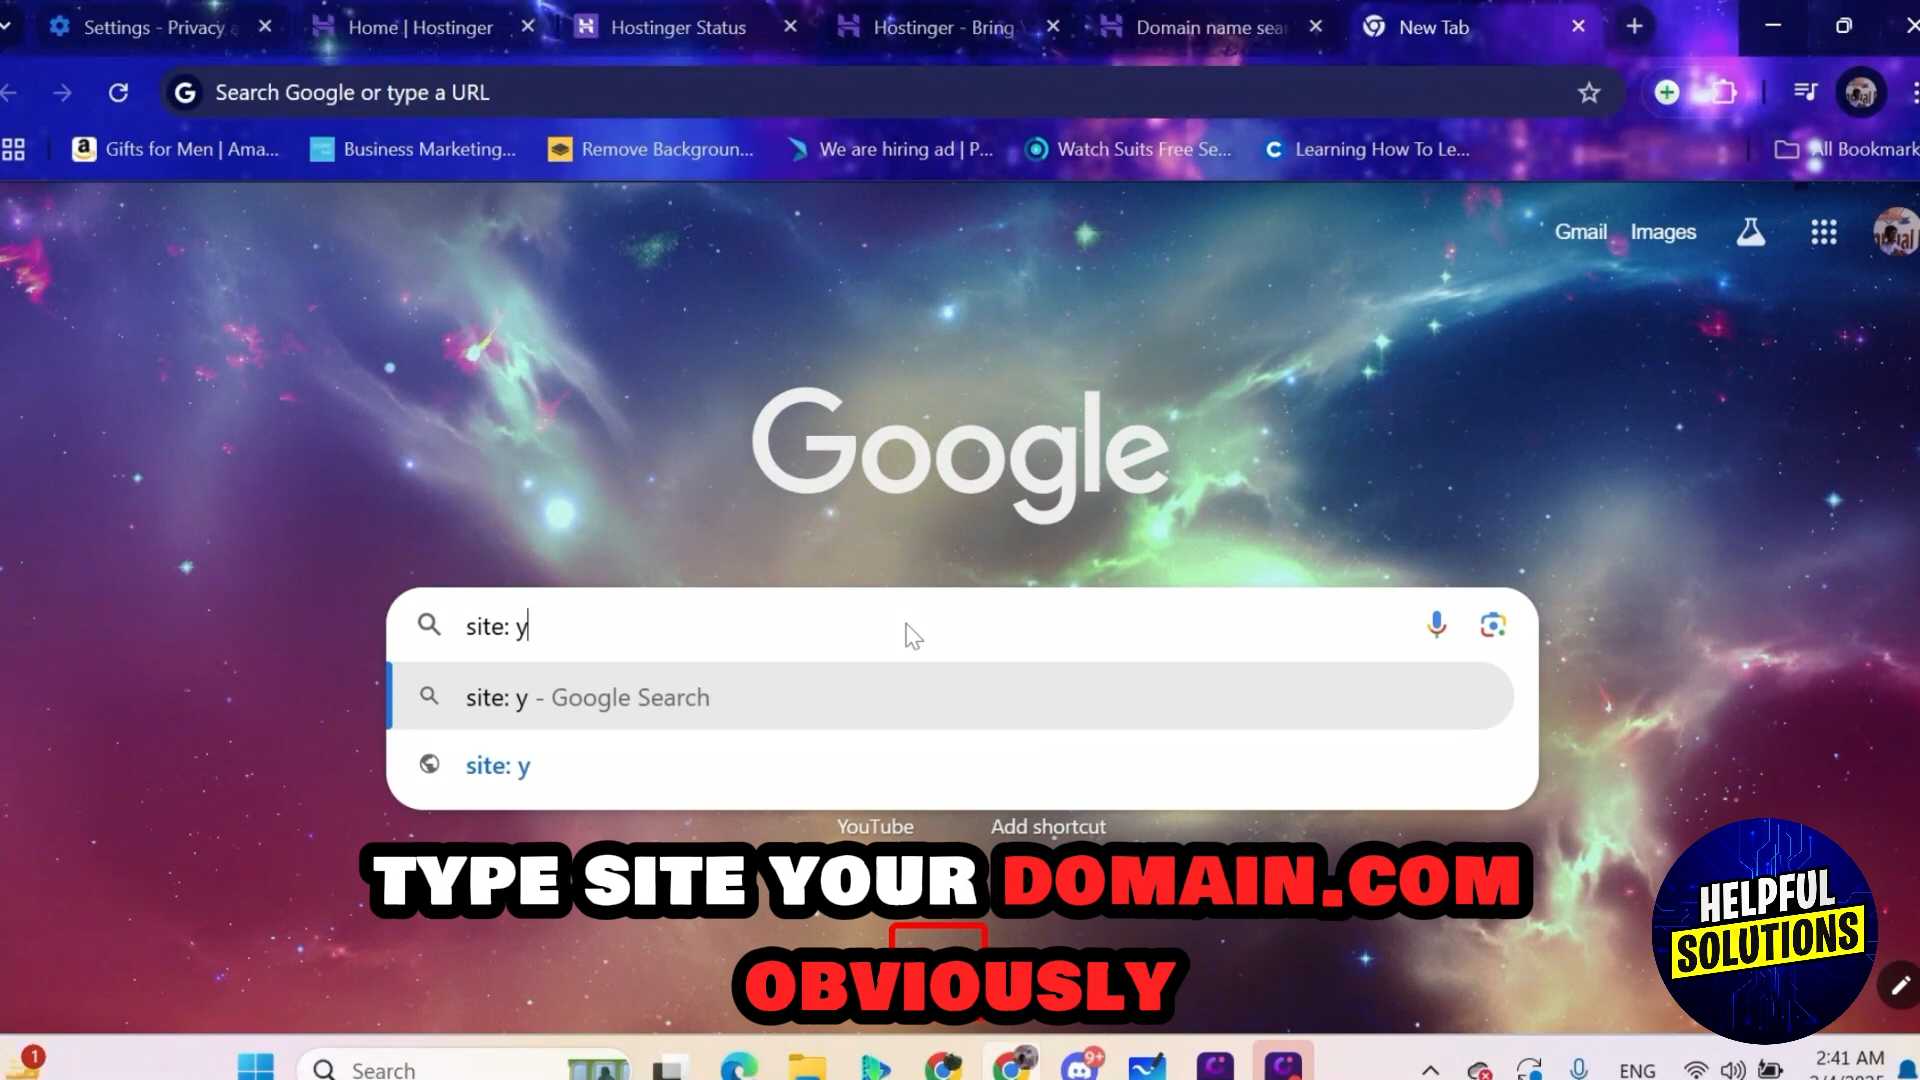 Settings - Privacy a
Home | Hostinger
Hostinger Status
Hostinger - Bring
Domain name sear
New Tab
Search Google or type a URL
Gifts for Men | Ama...
Business Marketing...
Remove Backgroun...
We are hiring ad | P...
Watch Suits Free Se...
Learning How To Le...
All Bookmark
Gmail Images
Google
site: y
site: y - Google Search
site: y
YouTube
Add shortcut
TYPE SITE YOUR DOMAIN.COM
OBVIOUSLY
HELPFUL
SOLUTIONS
1
Search
9+
ENG
2:41 AM